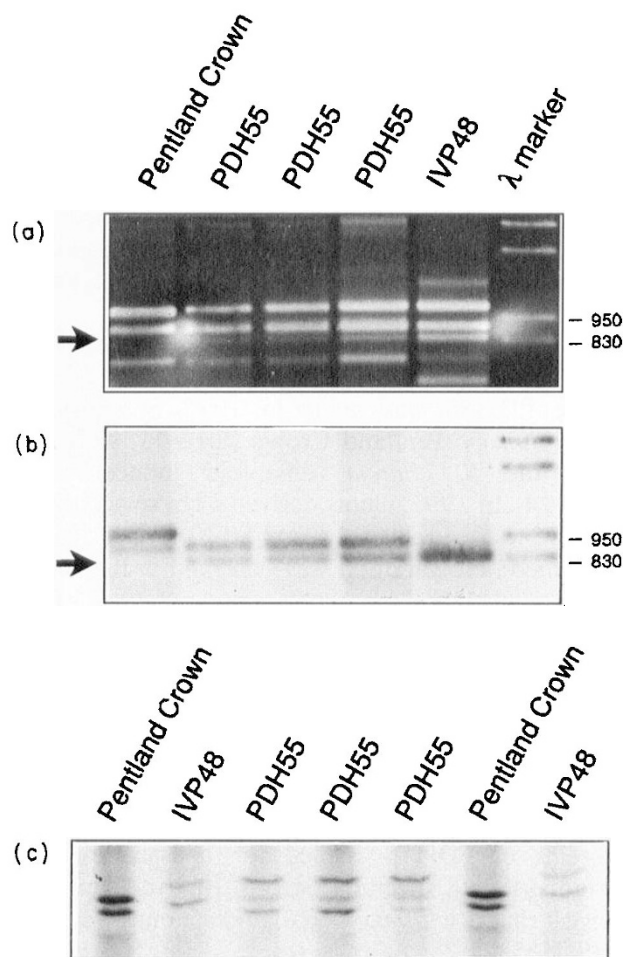 Pentland Crown
PDH55
PDH55
PDH55
IVP48
λ marker
(a)
– 950
– 830
(b)
– 950
– 830
Pentland Crown
IVP48
PDH55
PDH55
PDH55
Pentland Crown
IVP48
(c)